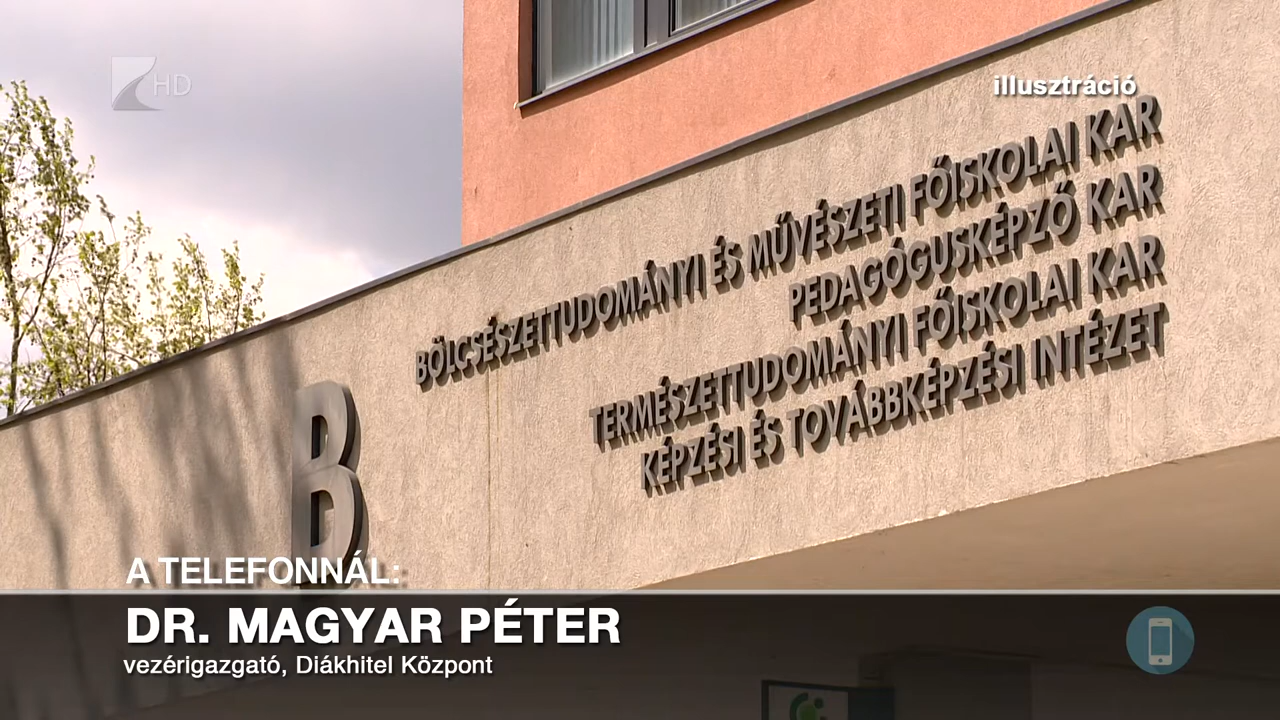 HD
illusztráció
BÖLCSÉSZETTUDOMÁNYI ÉS MŰVÉSZETI FŐISKOLAI KAR
PEDAGÓGUSKÉPZŐ KAR
TERMÉSZETTUDOMÁNYI FŐISKOLAI KAR
KÉPZÉSI ÉS TOVÁBBKÉPZÉSI INTÉZET
B
A TELEFONNÁL:
DR. MAGYAR PÉTER
vezérigazgató, Diákhitel Központ